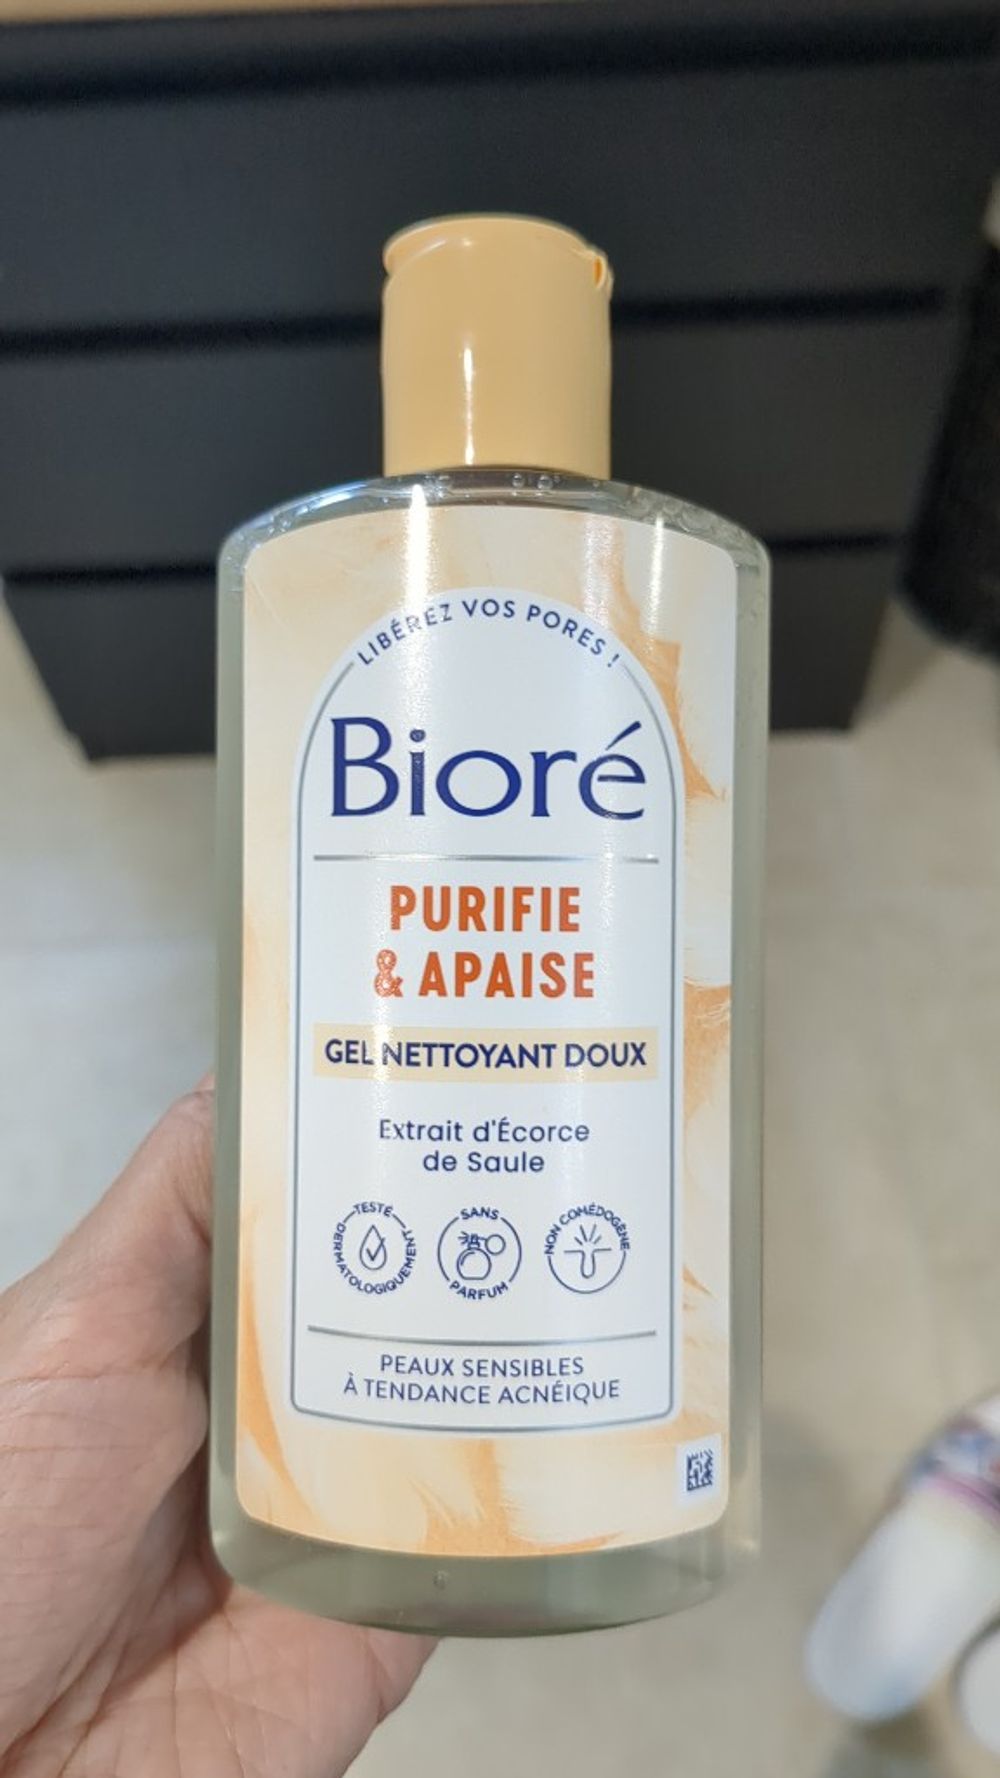 LIBÉREZ VOS PORES !
Bioré
PURIFIE
& APAISE
GEL NETTOYANT DOUX
Extrait d'Écorce
de Saule
TESTÉ DERMATOLOGIQUEMENT
SANS PARFUM
NON COMÉDOGÈNE
PEAUX SENSIBLES
À TENDANCE ACNÉIQUE